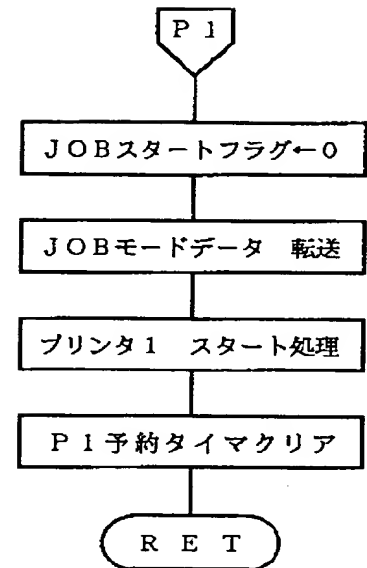 P1
JOBスタートフラグ←0
JOBモードデータ 転送
プリンタ1 スタート処理
P1予約タイマクリア
RET